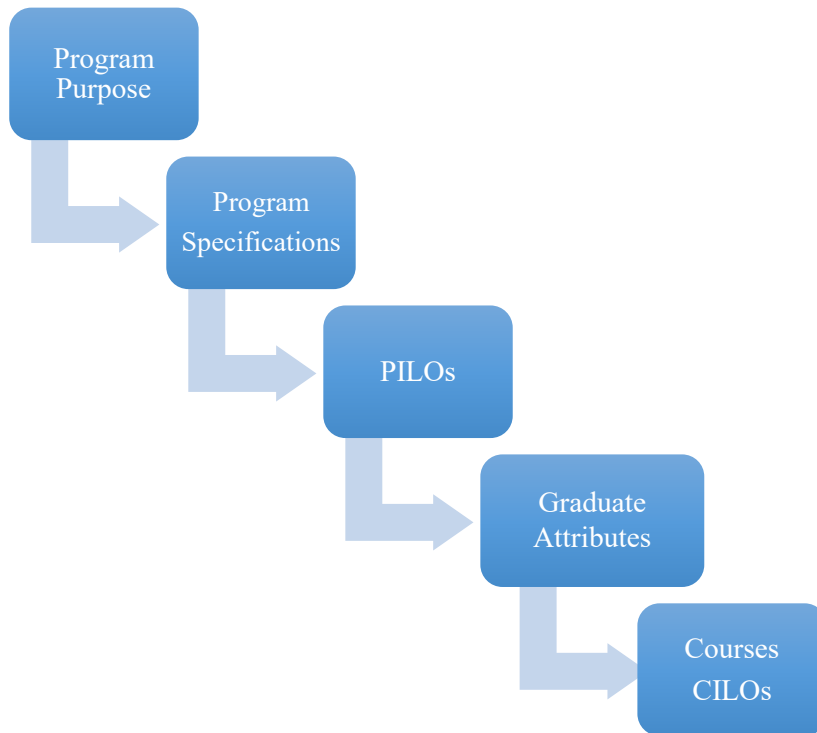 Program
Purpose
Program
Specifications
PILOs
Graduate
Attributes
Courses
CILOs